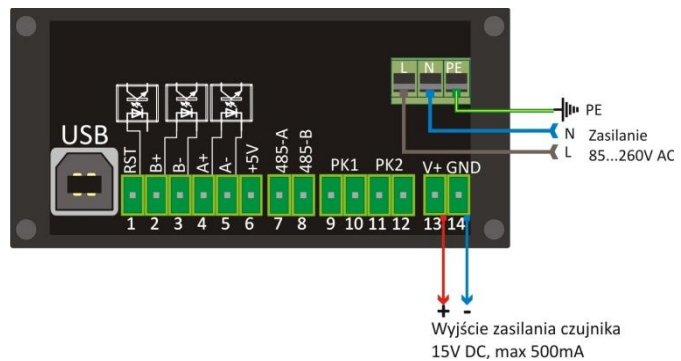 L N PE
PE
N Zasilanie
L 85...260V AC
USB
RST B+ B- A+ A- +5V 485-A 485-B PK1 PK2 V+ GND
1 2 3 4 5 6 7 8 9 10 11 12 13 14
+ -
Wyjście zasilania czujnika
15V DC, max 500mA